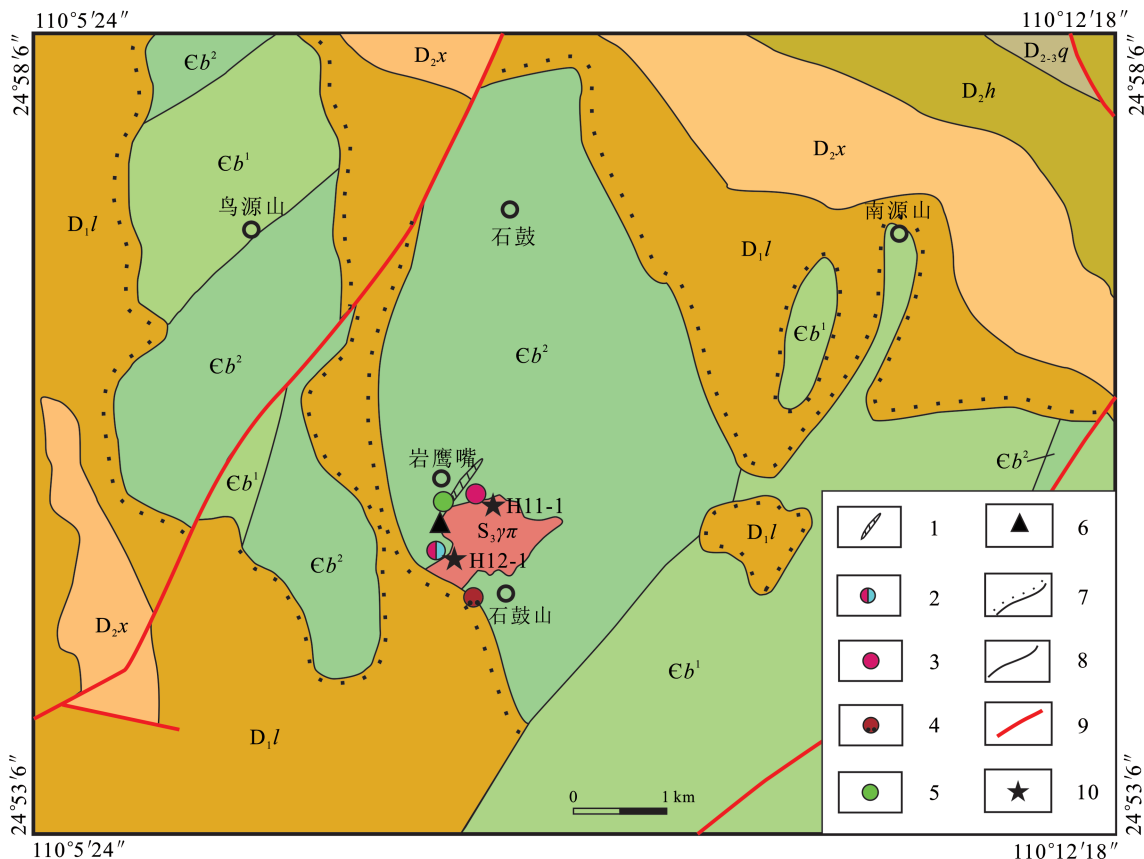 110°5′24″
110°12′18″
24°58′6″
24°58′6″
Єb²
D₂x
D₂₋₃q
D₂h
Єb¹
D₂x
鸟源山
南源山
D₁l
石鼓
D₁l
Єb¹
Єb²
Єb²
岩鹰嘴
Єb²
Єb¹
H11-1
S₃γπ
D₁l
H12-1
Єb²
石鼓山
D₂x
Єb¹
D₁l
0
1 km
1
6
2
7
3
8
4
9
5
10
24°53′6″
24°53′6″
110°5′24″
110°12′18″